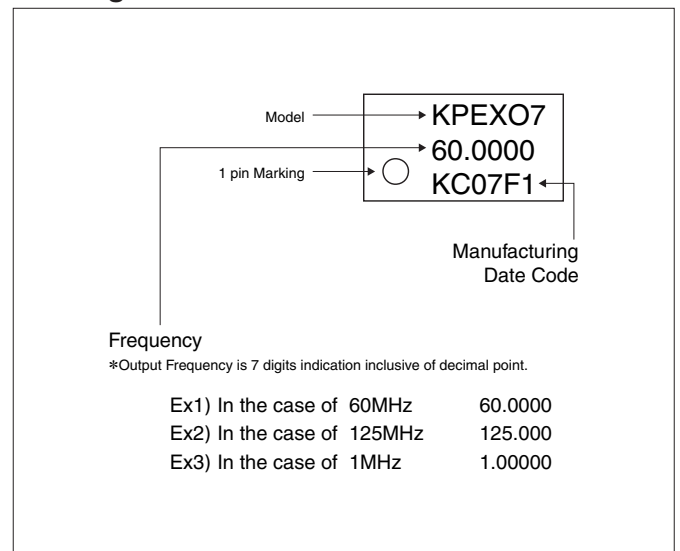 Model
KPEXO7
60.0000
1 pin Marking
KC07F1
Manufacturing
Date Code
Frequency
*Output Frequency is 7 digits indication inclusive of decimal point.
Ex1) In the case of 60MHz 60.0000
Ex2) In the case of 125MHz 125.000
Ex3) In the case of 1MHz 1.00000